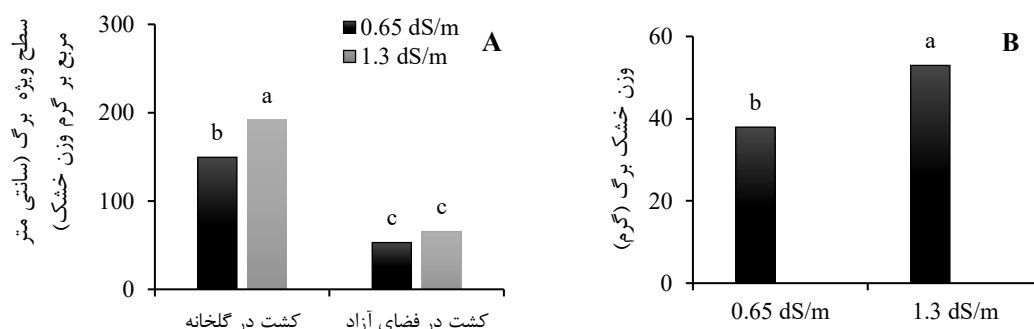 سطح ویژه برگ (سانتی متر
مربع بر گرم وزن خشک)
300
200
100
0
0.65 dS/m
1.3 dS/m
A
b
a
c
c
کشت در گلخانه
کشت در فضای آزاد
وزن خشک برگ (گرم)
60
40
20
0
B
b
a
0.65 dS/m
1.3 dS/m